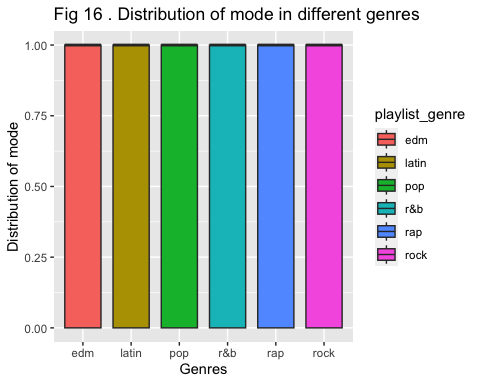 Fig 16 . Distribution of mode in different genres
Distribution of mode
1.00
0.75
0.50
0.25
0.00
edm latin pop r&b rap rock
Genres
playlist_genre
edm
latin
pop
r&b
rap
rock